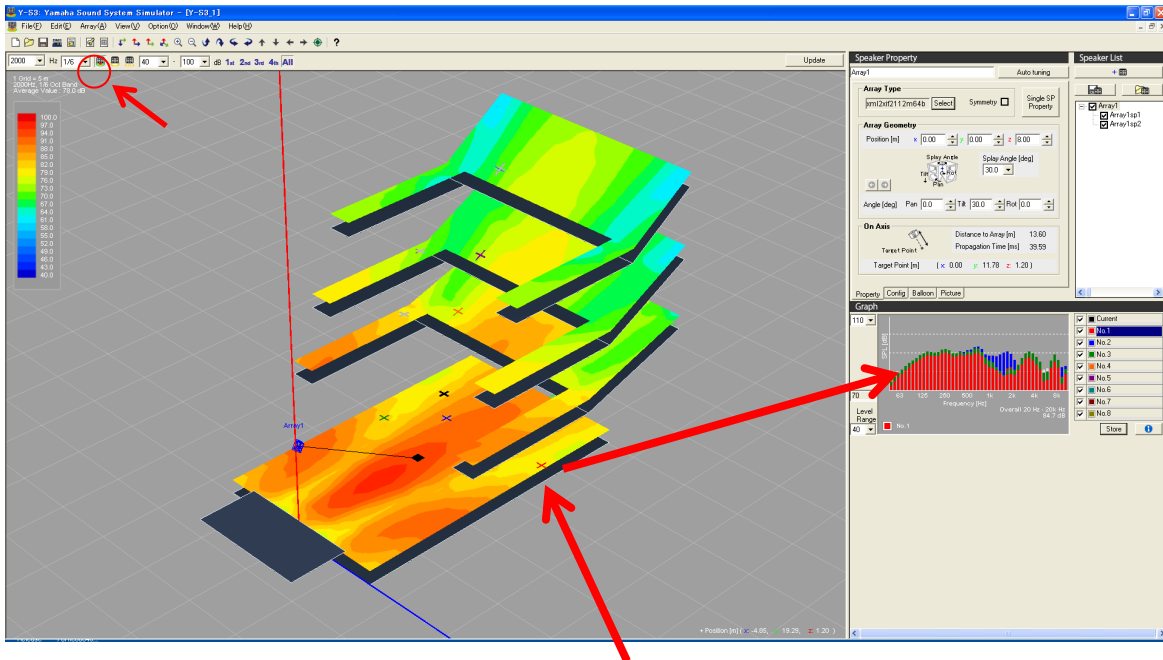 Y-S3: Yamaha Sound System Simulator - [Y-S3_1]
File(F) Edit(E) Array(A) View(V) Option(O) Window(W) Help(H)
2000 Hz 1/6 40 - 100 dB 1st 2nd 3rd 4th All Update
1 Grid = 5 m
2000Hz, 1/6 Oct Band
Average Value : 78.0 dB
100.0
97.0
94.0
91.0
88.0
85.0
82.0
79.0
76.0
73.0
70.0
67.0
64.0
61.0
58.0
55.0
52.0
49.0
46.0
43.0
40.0
Array1
+ Position [m] ( x: -4.85, 19.29, z: 1.20 )
Speaker Property
Array1 Auto tuning
Array Type
xml2xlf2112m64b Select Symmetry Single SP Property
Array Geometry
Position [m] x 0.00 y 0.00 z 8.00
Splay Angle Splay Angle [deg]
Tilt Rot 30.0
Pan
Angle [deg] Pan 0.0 Tilt 30.0 Rot 0.0
On Axis
Distance to Array [m] 13.60
Propagation Time [ms] 39.59
Target Point
Target Point [m] ( x: 0.00 y: 11.78 z: 1.20 )
Property Config Balloon Picture
Speaker List
+
Array1
Array1sp1
Array1sp2
Graph
110
SPL [dB]
70
Level
Range
40
63 125 250 500 1k 2k 4k 8k
Frequency [Hz]
Overall 20 Hz - 20k Hz
84.7 dB
No.1
Current
No.1
No.2
No.3
No.4
No.5
No.6
No.7
No.8
Store